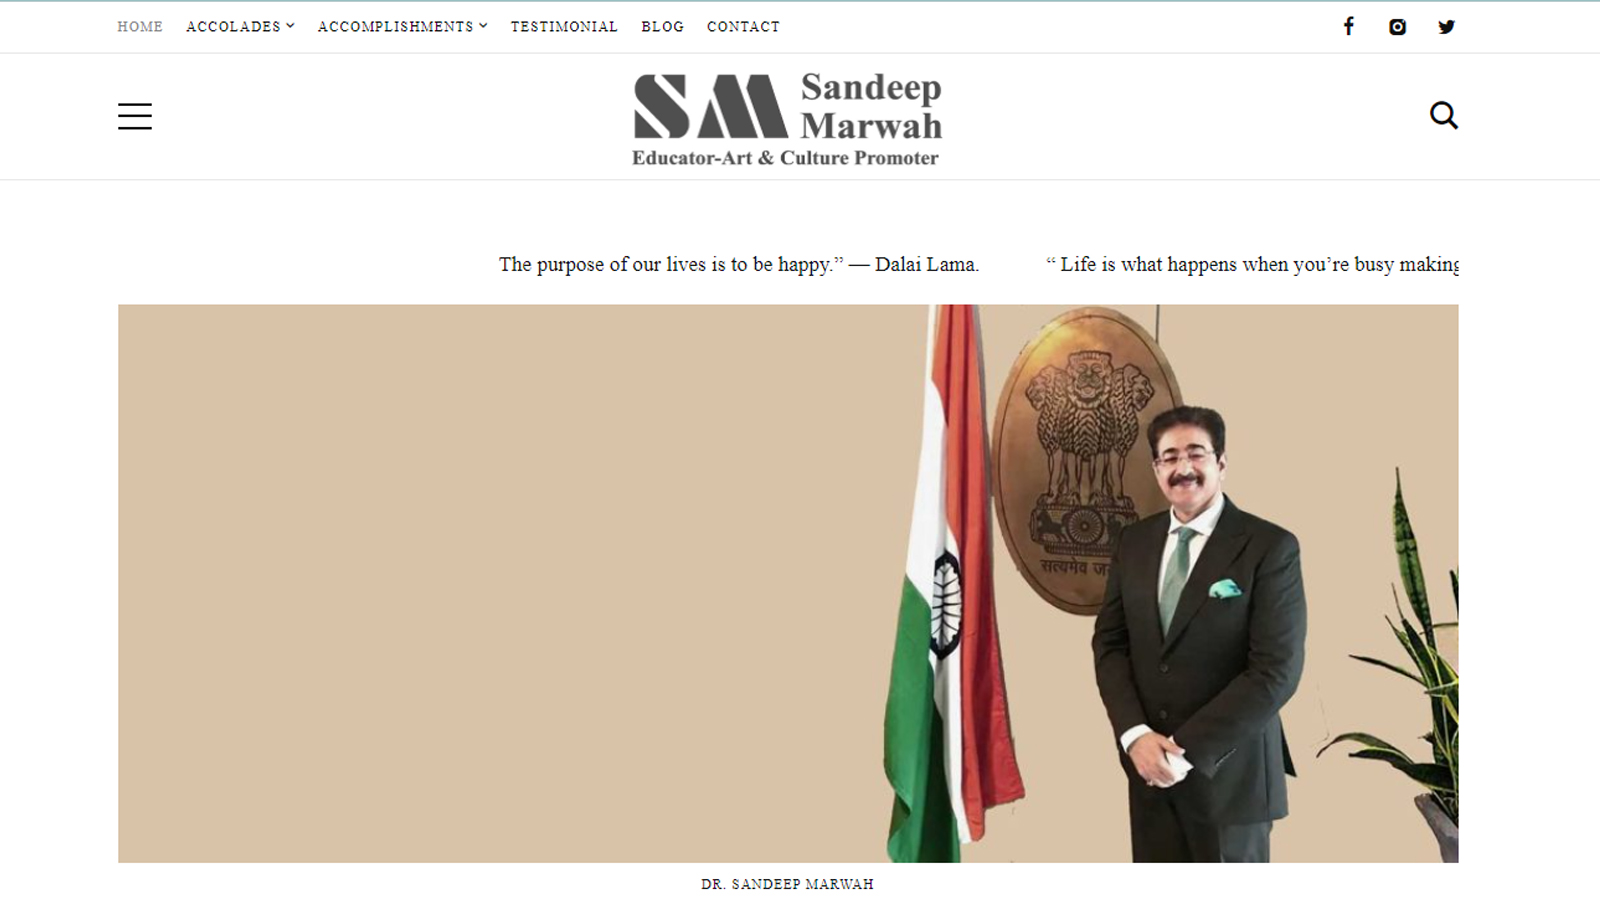 HOME ACCOLADES ACCOMPLISHMENTS TESTIMONIAL BLOG CONTACT
SM Sandeep
Marwah
Educator-Art & Culture Promoter
The purpose of our lives is to be happy.” — Dalai Lama. “ Life is what happens when you’re busy making
सत्यमेव
DR. SANDEEP MARWAH